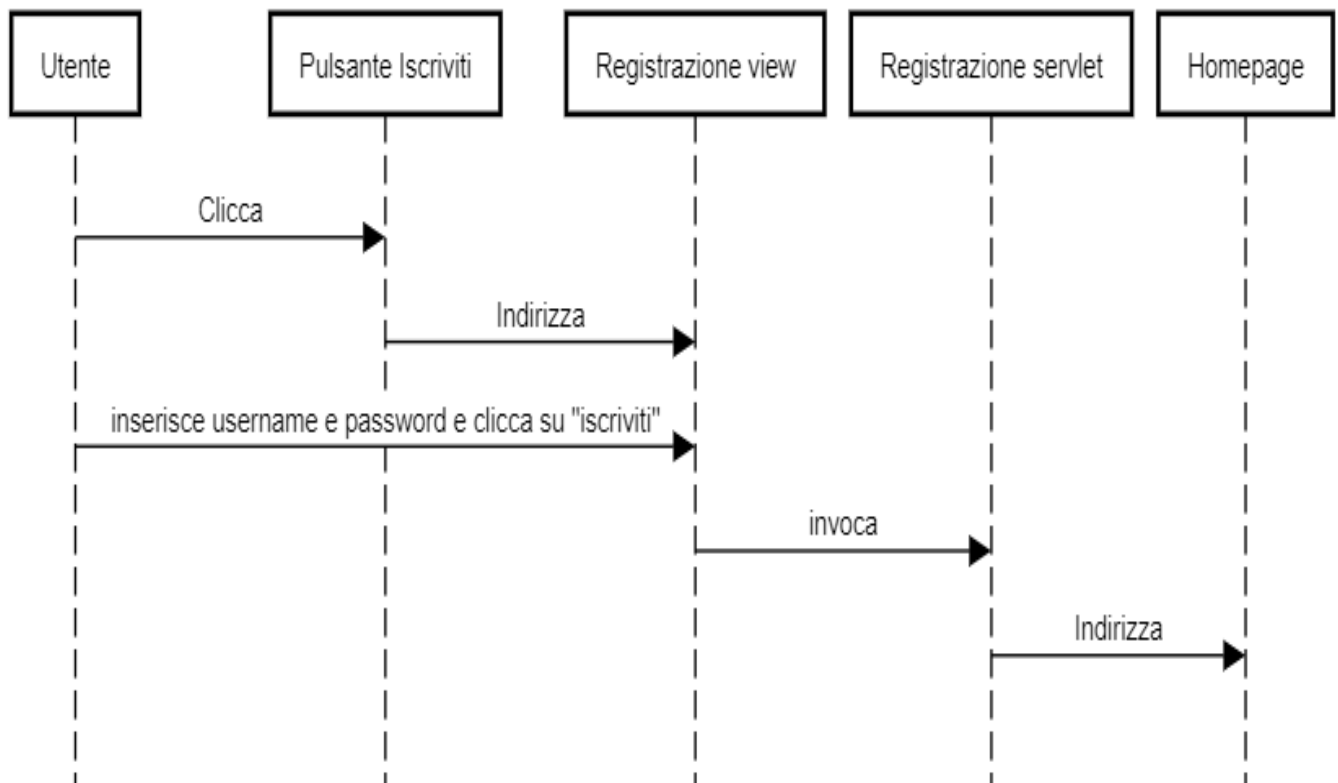 Utente
Pulsante Iscriviti
Registrazione view
Registrazione servlet
Homepage
Clicca
Indirizza
inserisce username e password e clicca su "iscriviti"
invoca
Indirizza